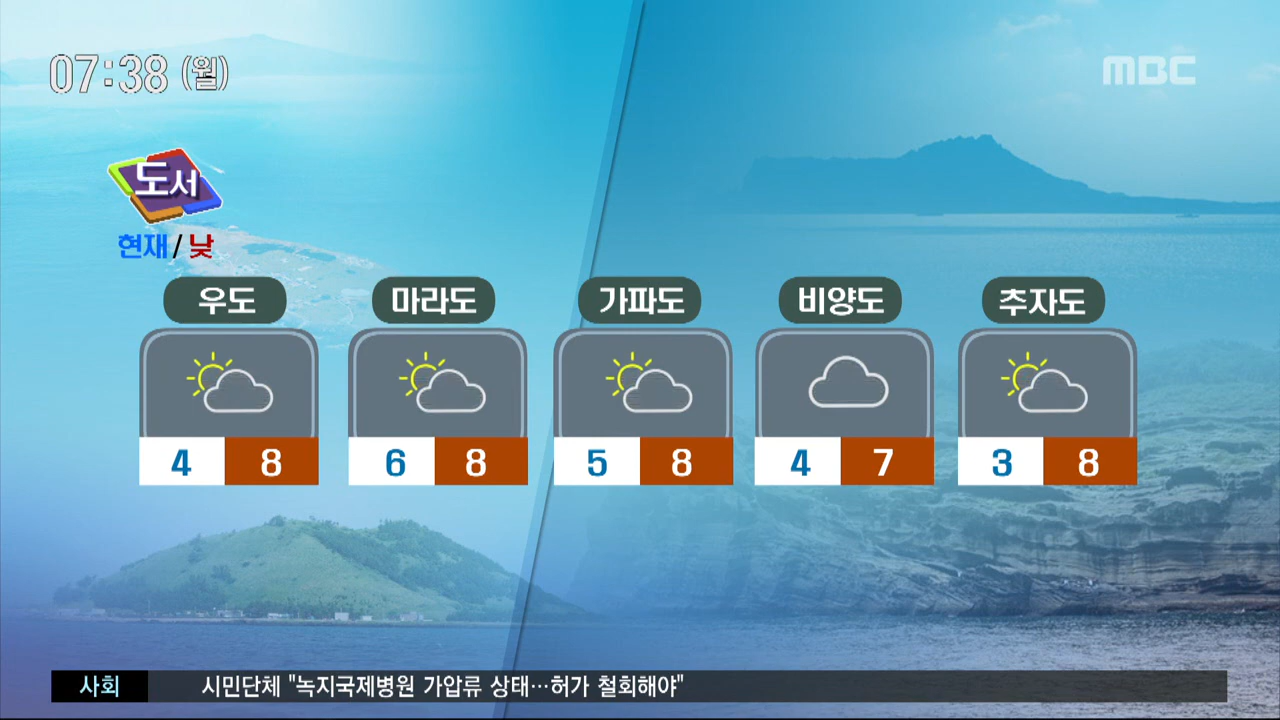 07:38 (월)
MBC
도서
현재/낮
우도 마라도 가파도 비양도 추자도
4 8 6 8 5 8 4 7 3 8
사회 시민단체 "녹지국제병원 가압류 상태…허가 철회해야"